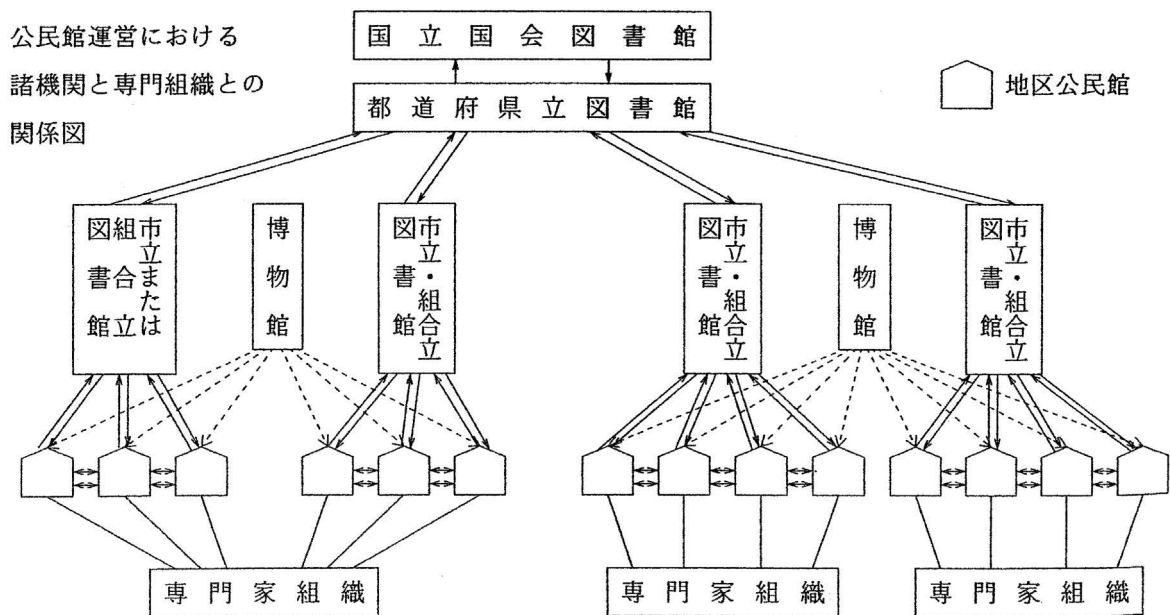 公民館運営における
諸機関と専門組織との
関係図
国立国会図書館
都道府県立図書館
地区公民館
市立または
組合立
図書館
博物館
市立・組合立
図書館
市立・組合立
図書館
博物館
市立・組合立
図書館
専門家組織
専門家組織
専門家組織